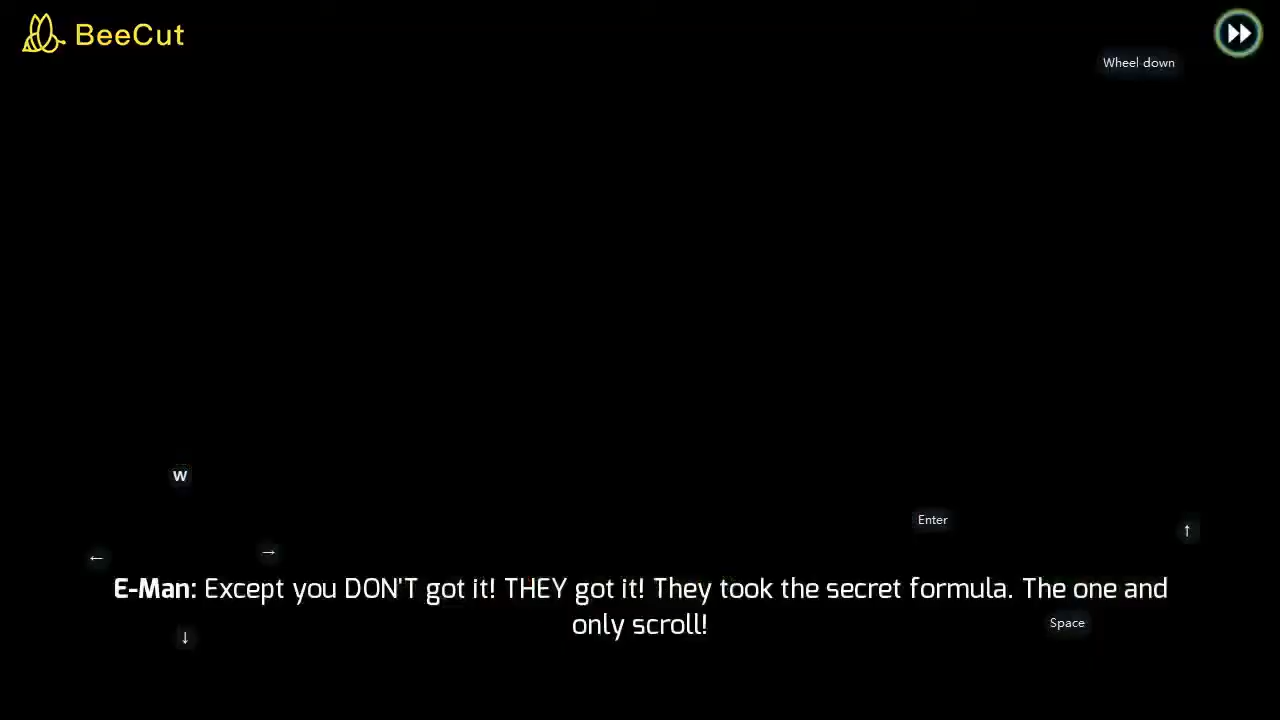 BeeCut
Wheel down
W
Enter
↑
← →
E-Man: Except you DON'T got it! THEY got it! They took the secret formula. The one and
only scroll!
Space
↓